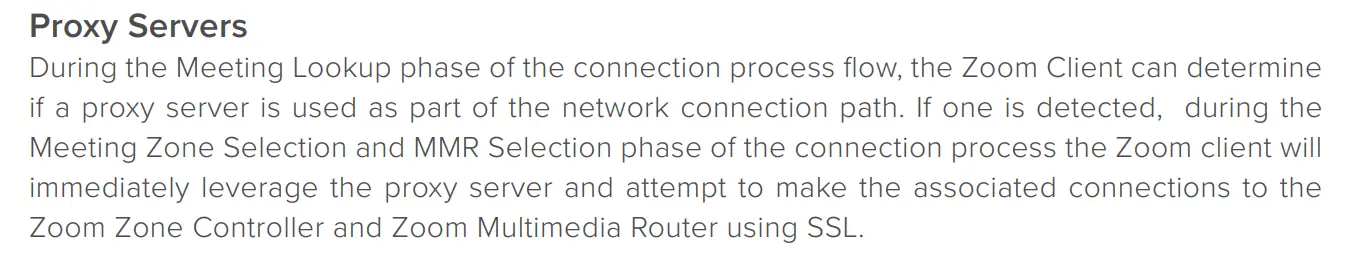 Proxy Servers
During the Meeting Lookup phase of the connection process flow, the Zoom Client can determine
if a proxy server is used as part of the network connection path. If one is detected,  during the
Meeting Zone Selection and MMR Selection phase of the connection process the Zoom client will
immediately leverage the proxy server and attempt to make the associated connections to the
Zoom Zone Controller and Zoom Multimedia Router using SSL.